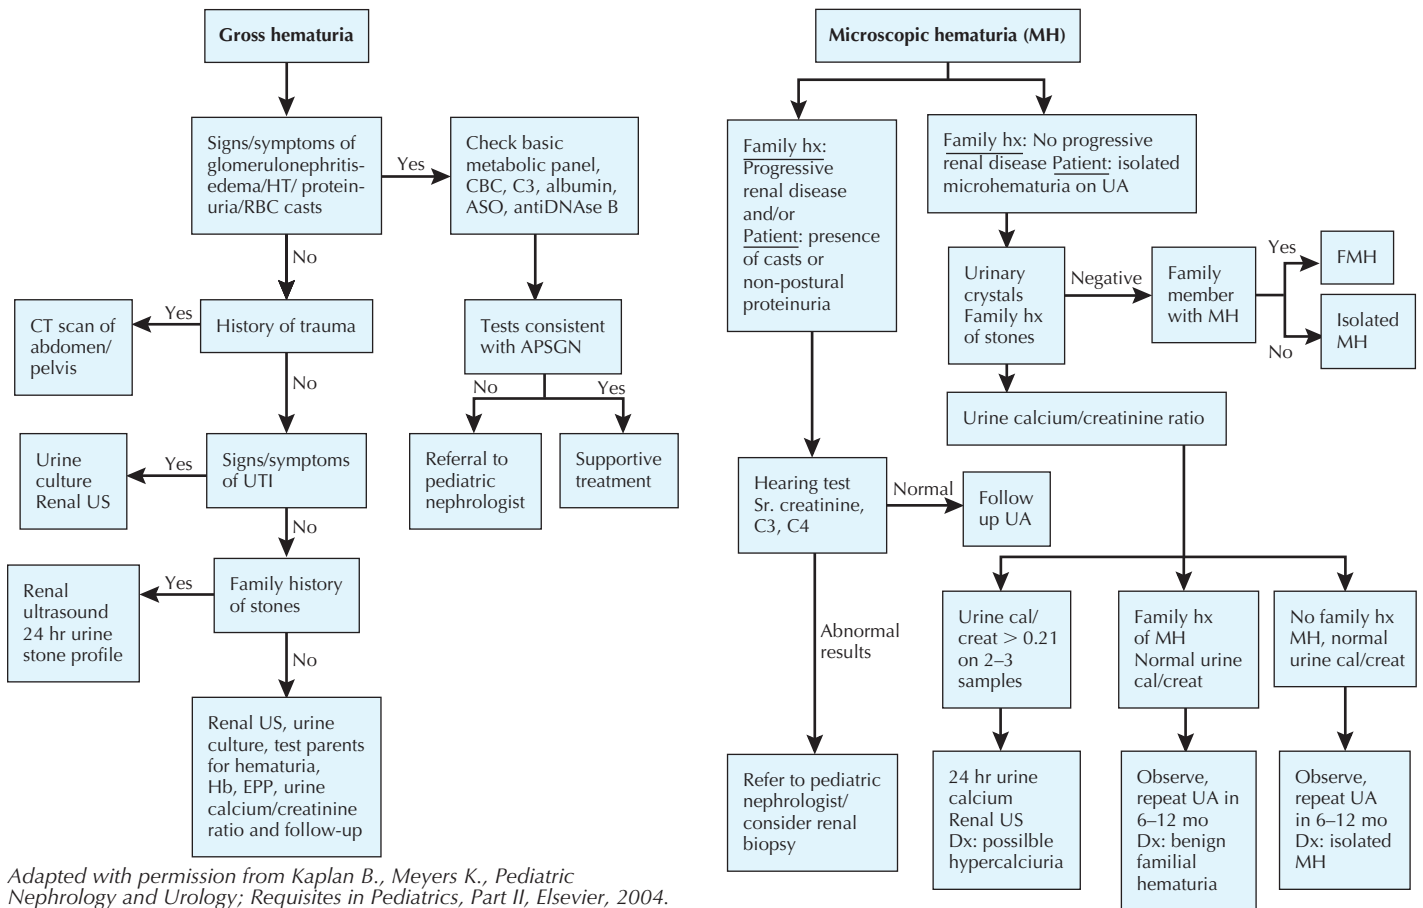 Gross hematuria
Signs/symptoms of
glomerulonephritis-
edema/HT/ protein-
uria/RBC casts
Yes
Check basic
metabolic panel,
CBC, C3, albumin,
ASO, antiDNAse B
No
Tests consistent
with APSGN
No
Yes
Referral to
pediatric
nephrologist
Supportive
treatment
History of trauma
Yes
CT scan of
abdomen/
pelvis
No
Signs/symptoms
of UTI
Yes
Urine
culture
Renal US
No
Family history
of stones
Yes
Renal
ultrasound
24 hr urine
stone profile
No
Renal US, urine
culture, test parents
for hematuria,
Hb, EPP, urine
calcium/creatinine
ratio and follow-up
Microscopic hematuria (MH)
Family hx:
Progressive
renal disease
and/or
Patient: presence
of casts or
non-postural
proteinuria
Hearing test
Sr. creatinine,
C3, C4
Normal
Follow
up UA
Abnormal
results
Refer to pediatric
nephrologist/
consider renal
biopsy
Family hx: No progressive
renal disease Patient: isolated
microhematuria on UA
Urinary
crystals
Family hx
of stones
Negative
Family
member
with MH
Yes
FMH
No
Isolated
MH
Urine calcium/creatinine ratio
Urine cal/
creat > 0.21
on 2–3
samples
24 hr urine
calcium
Renal US
Dx: possilble
hypercalciuria
Family hx
of MH
Normal urine
cal/creat
Observe,
repeat UA in
6–12 mo
Dx: benign
familial
hematuria
No family hx
MH, normal
urine cal/creat
Observe,
repeat UA
in 6–12 mo
Dx: isolated
MH
Adapted with permission from Kaplan B., Meyers K., Pediatric
Nephrology and Urology; Requisites in Pediatrics, Part II, Elsevier, 2004.